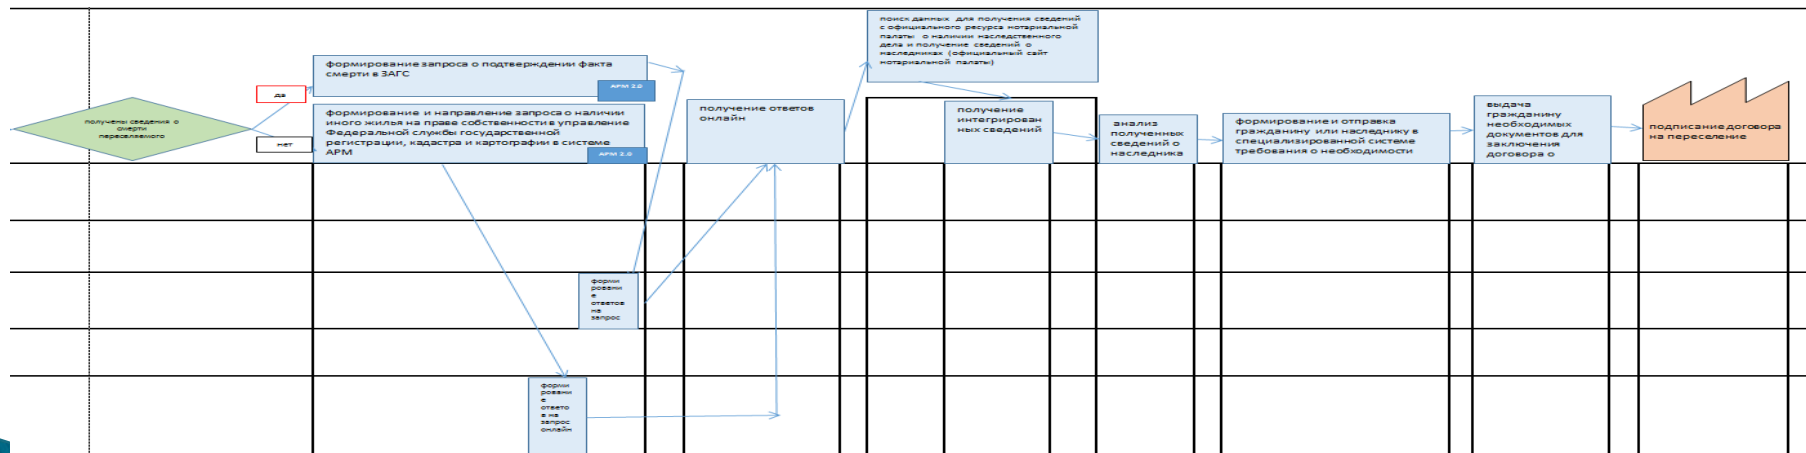 получены сведения о
смерти
переселяемого
да
нет
формирование запроса о подтверждении факта
смерти в ЗАГС
АРМ 2.0
формирование и направление запроса о наличии
иного жилья на праве собственности в управление
Федеральной службы государственной
регистрации, кадастра и картографии в системе
АРМ
АРМ 2.0
форми
ровани
е
ответов
на
запрос
форми
ровани
е
ответо
в на
запрос
онлайн
получение ответов
онлайн
поиск данных для получения сведений
с официального ресурса нотариальной
палаты о наличии наследственного
дела и получение сведений о
наследниках (официальный сайт
нотариальной палаты)
получение
интегрирован
ных сведений
анализ
полученных
сведений о
наследника
формирование и отправка
гражданину или наследнику в
специализированной системе
требования о необходимости
выдача
гражданину
необходимых
документов для
заключения
договора о
подписание договора
на переселение